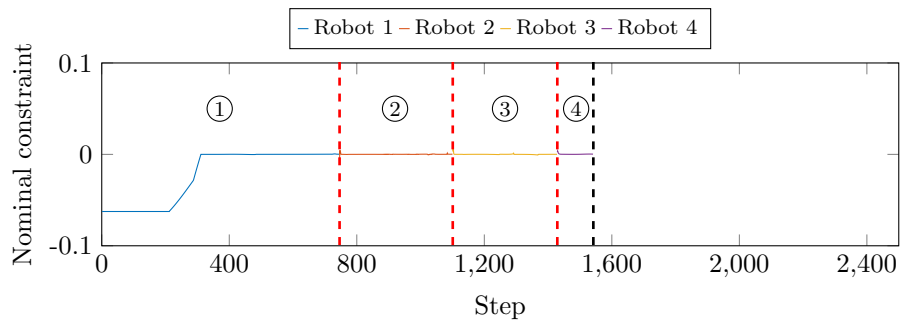 Robot 1 Robot 2 Robot 3 Robot 4
Nominal constraint
0.1
0
-0.1
1 2 3 4
0 400 800 1,200 1,600 2,000 2,400
Step